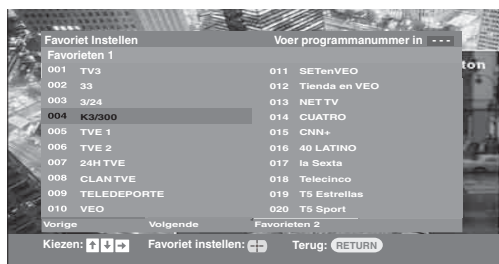 Favoriet Instellen Voer programmanummer in - - -
Favorieten 1
ton
001 TV3
002 33
003 3/24
004 K3/300
005 TVE 1
006 TVE 2
007 24H TVE
008 CLAN TVE
009 TELEDEPORTE
010 VEO
011 SETenVEO
012 Tienda en VEO
013 NET TV
014 CUATRO
015 CNN+
016 40 LATINO
017 la Sexta
018 Telecinco
019 T5 Estrellas
020 T5 Sport
Vorige Volgende Favorieten 2
Kiezen: ↑ ↓ → Favoriet instellen: Terug: RETURN